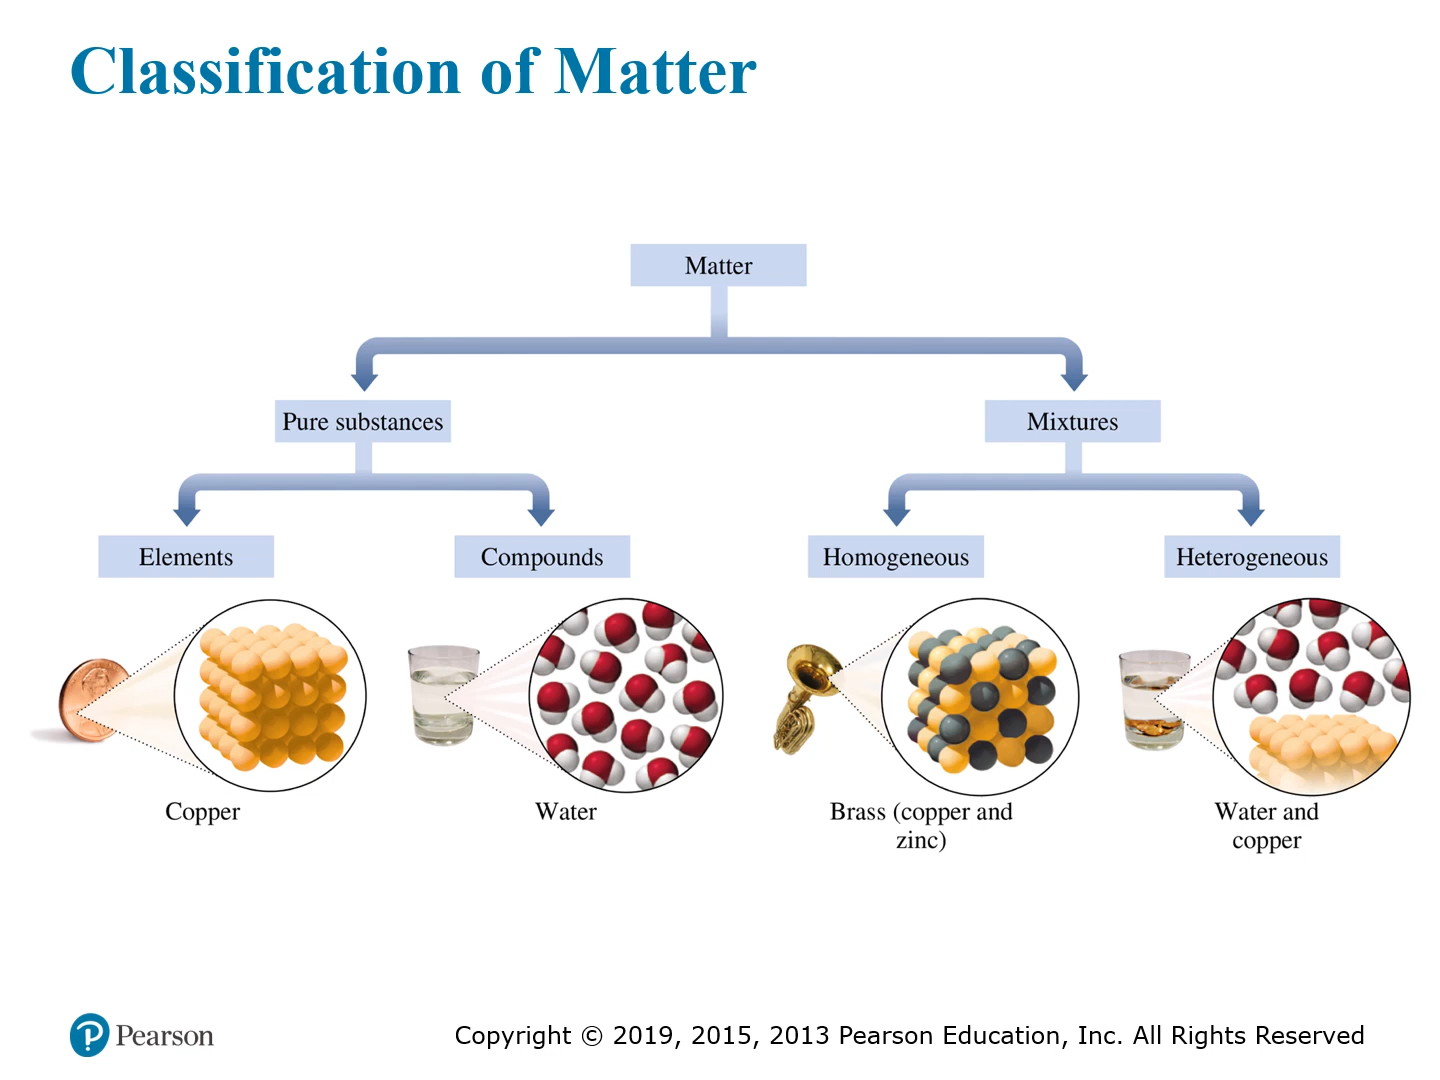 Classification of Matter
Matter
Pure substances
Mixtures
Elements
Compounds
Homogeneous
Heterogeneous
Copper
Water
Brass (copper and
zinc)
Water and
copper
Pearson
Copyright © 2019, 2015, 2013 Pearson Education, Inc. All Rights Reserved